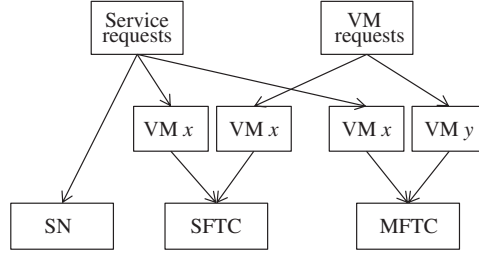 Service
requests
VM
requests
VM x
VM x
VM x
VM y
SN
SFTC
MFTC